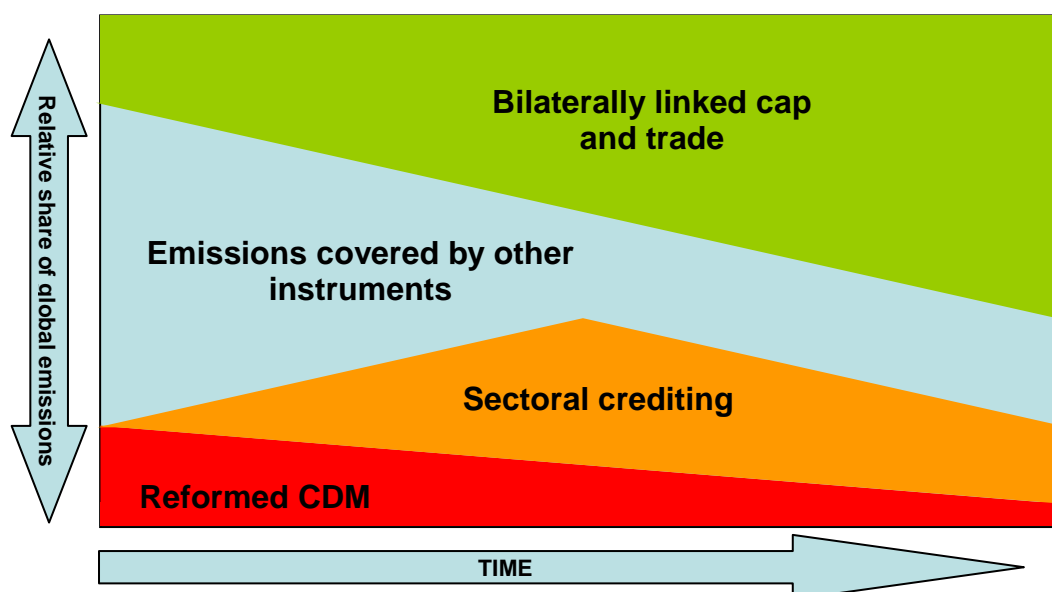 Relative share of global emissions
Bilaterally linked cap
and trade
Emissions covered by other
instruments
Sectoral crediting
Reformed CDM
TIME